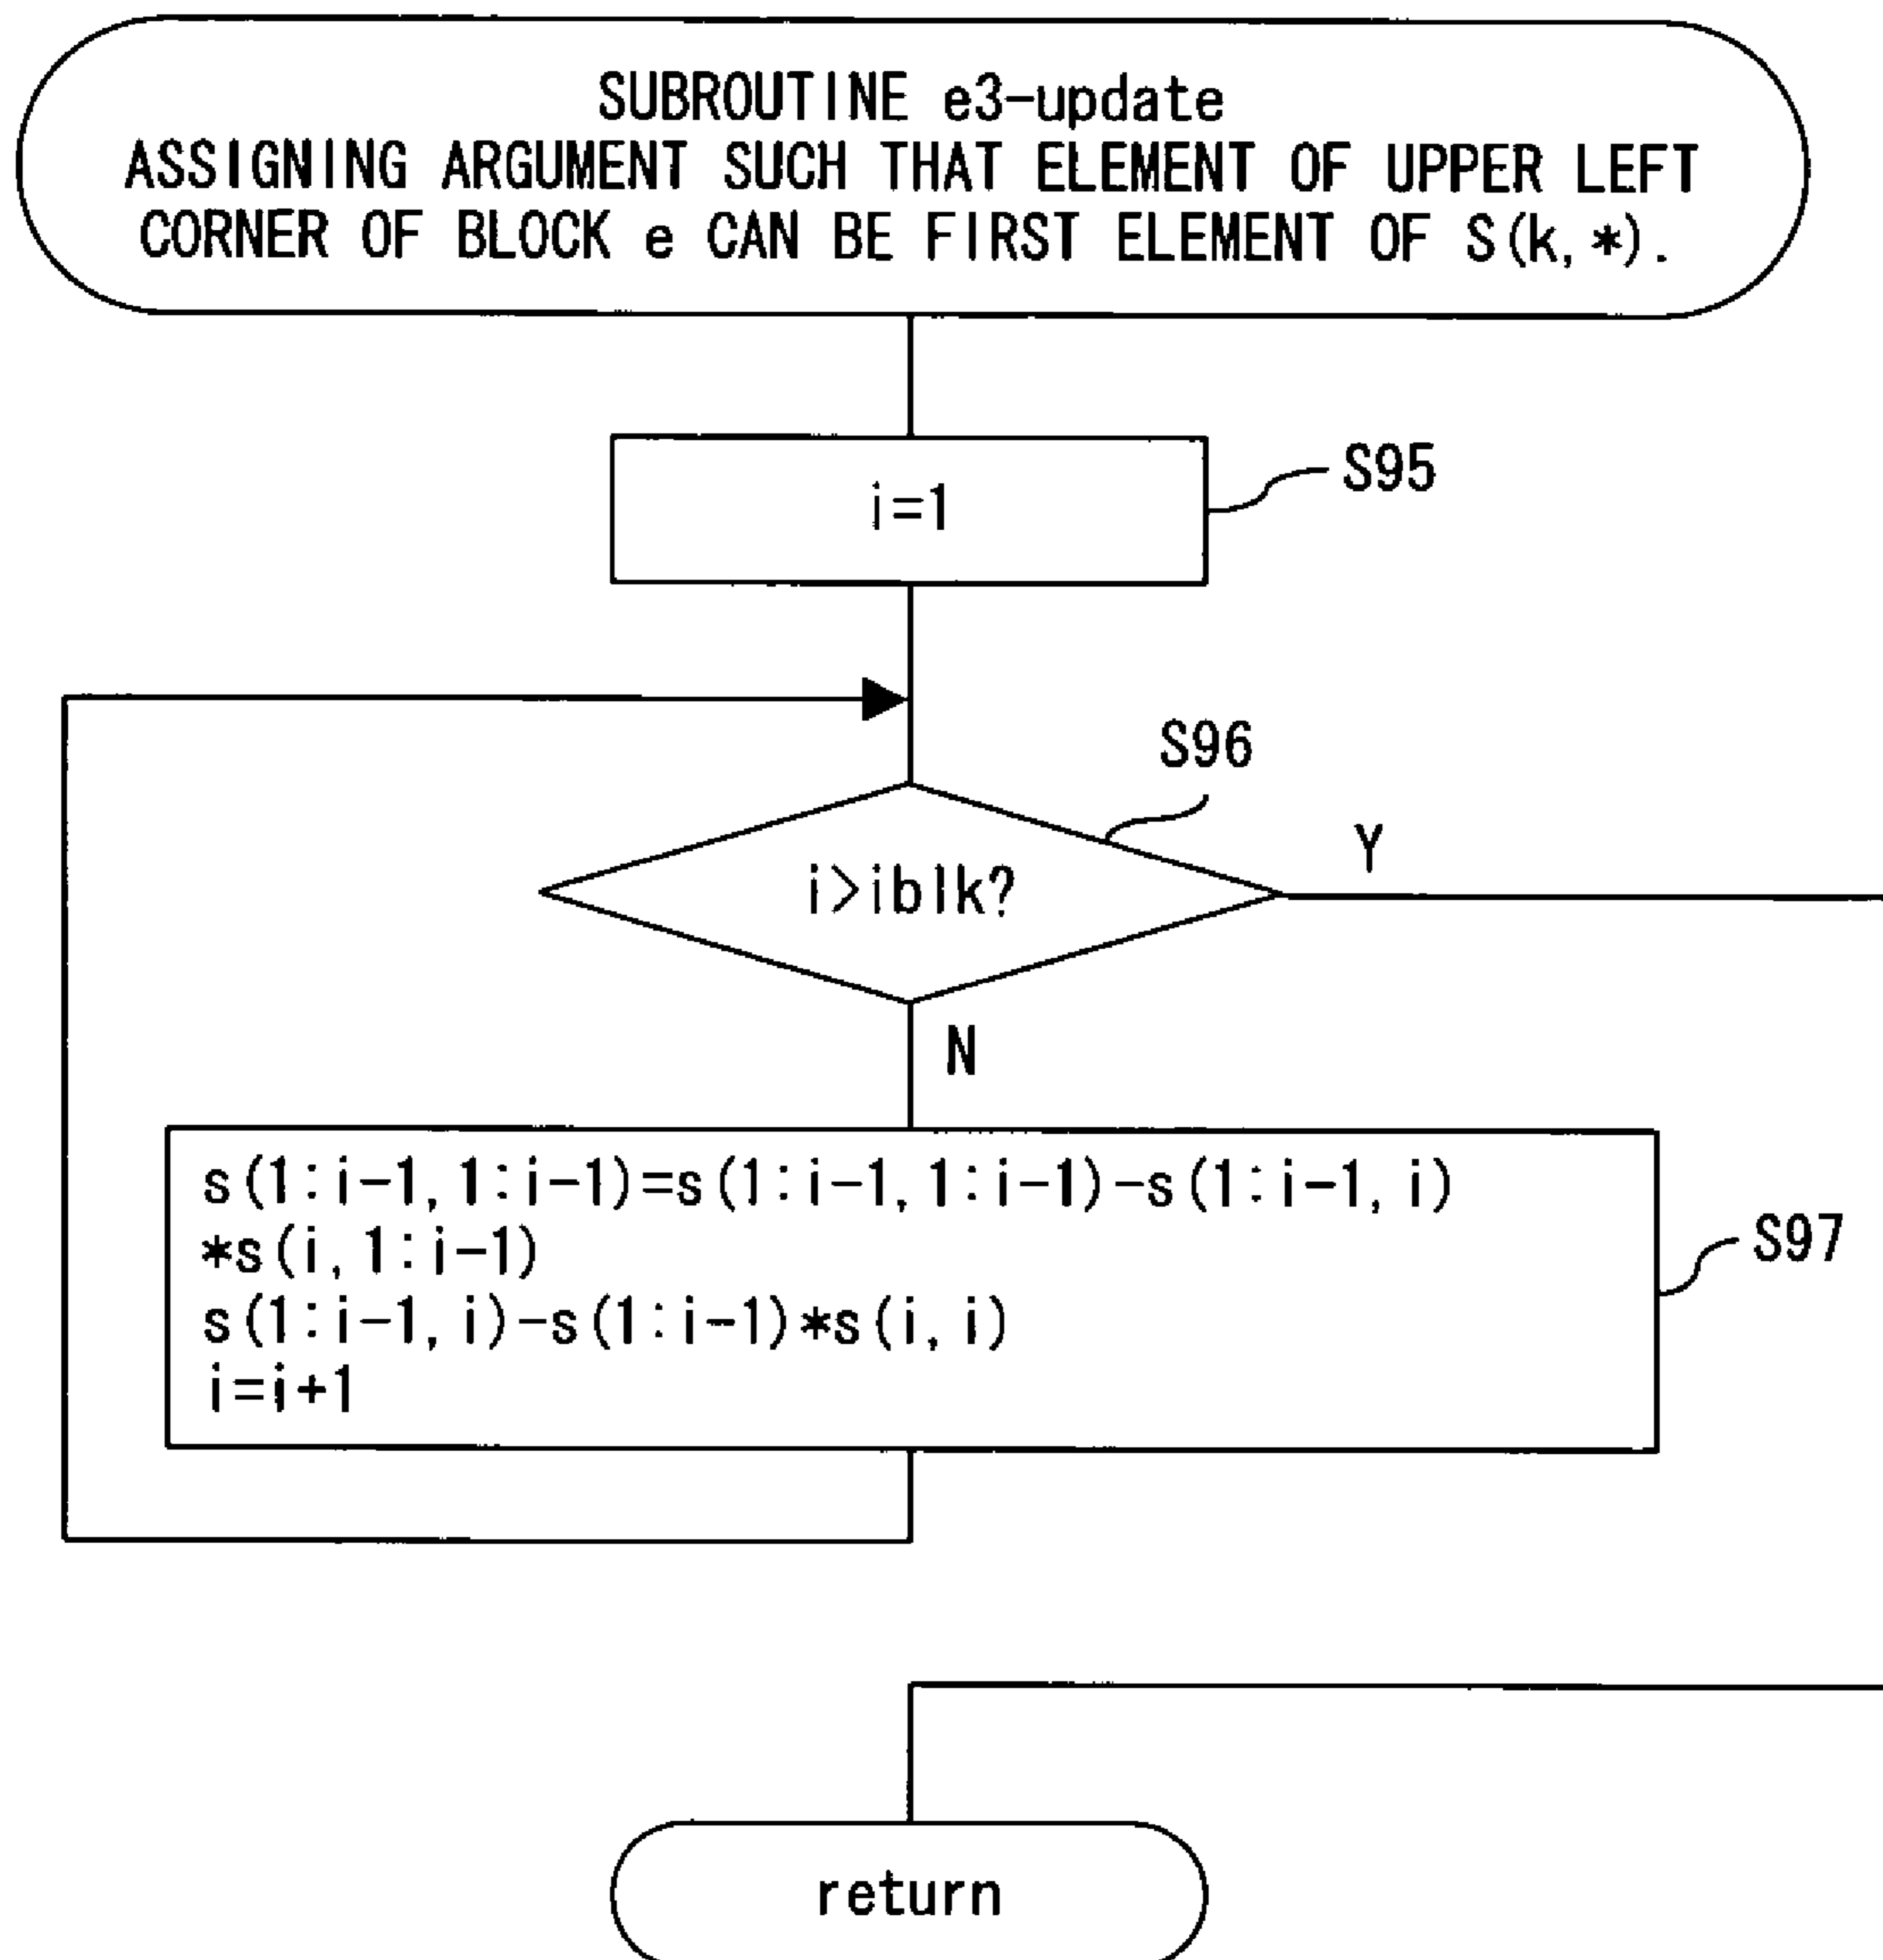 SUBROUTINE e3-update
ASSIGNING ARGUMENT SUCH THAT ELEMENT OF UPPER LEFT
CORNER OF BLOCK e CAN BE FIRST ELEMENT OF S(k,*).
i=1
S95
S96
i>iblk?
Y
N
s(1:i-1,1:i-1)=s(1:i-1,1:i-1)-s(1:i-1,i)
*s(i,1:i-1)
s(1:i-1,i)-s(1:i-1)*s(i,i)
i=i+1
S97
return